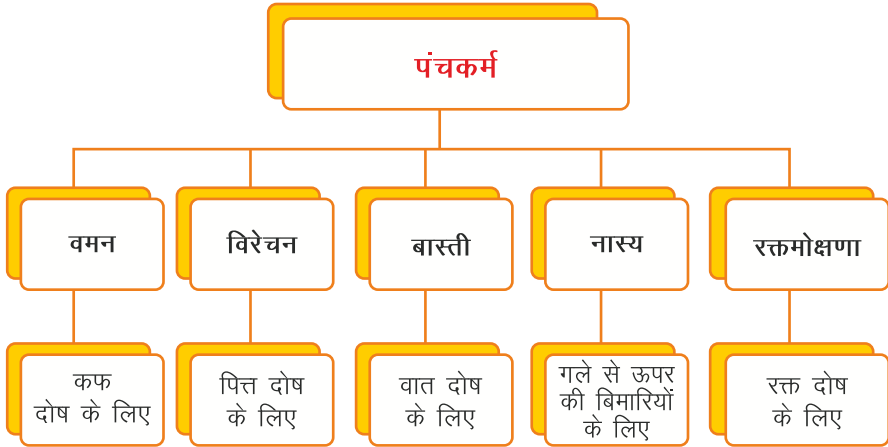 पंचकर्म
वमन
विरेचन
बास्ती
नास्य
रक्तमोक्षणा
कफ
दोष के लिए
पित्त दोष
के लिए
वात दोष
के लिए
गले से ऊपर
की बिमारियों
के लिए
रक्त दोष
के लिए